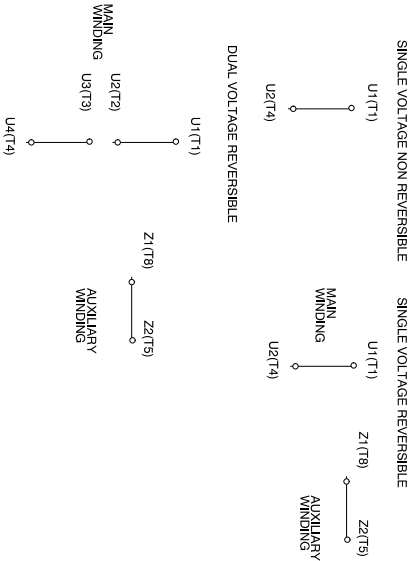 SINGLE VOLTAGE NON REVERSIBLE
U1(T1)
U2(T4)
SINGLE VOLTAGE REVERSIBLE
U1(T1)
MAIN
WINDING
U2(T4)
Z1(T8)
Z2(T5)
AUXILIARY
WINDING
DUAL VOLTAGE REVERSIBLE
U1(T1)
MAIN
WINDING
U2(T2)
U3(T3)
U4(T4)
Z1(T8)
Z2(T5)
AUXILIARY
WINDING